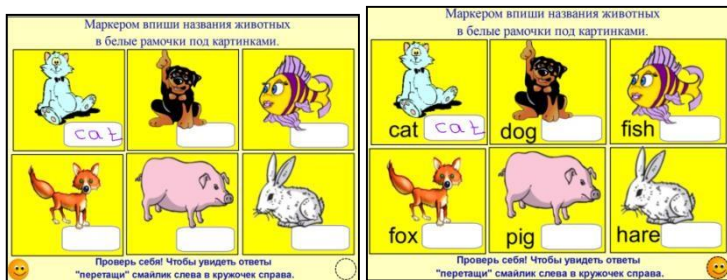 Маркером впиши названия животных
в белые рамочки под картинками.
cat
Проверь себя! Чтобы увидеть ответы
"перетащи" смайлик слева в кружочек справа.
Маркером впиши названия животных
в белые рамочки под картинками.
cat cat dog fish
fox pig hare
Проверь себя! Чтобы увидеть ответы
"перетащи" смайлик слева в кружочек справа.